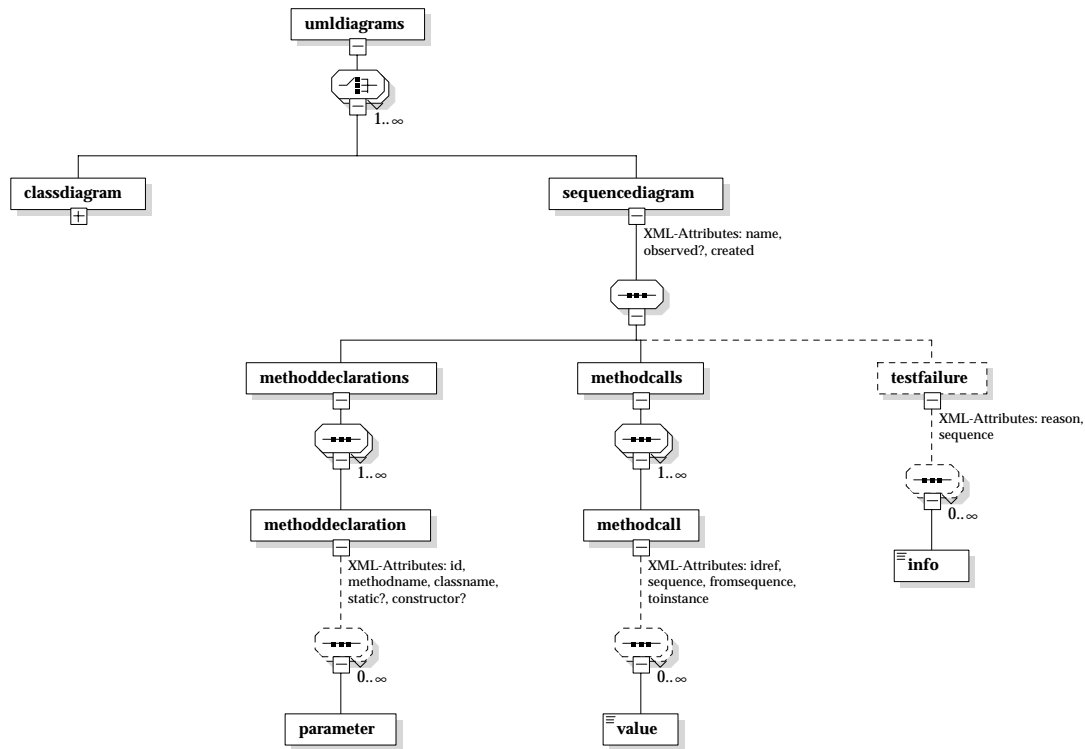 umldiagrams
1..∞
classdiagram
sequencediagram
XML-Attributes: name,
observed?, created
methoddeclarations
methodcalls
testfailure
XML-Attributes: reason,
sequence
1..∞
1..∞
0..∞
methoddeclaration
methodcall
info
XML-Attributes: id,
methodname, classname,
static?, constructor?
XML-Attributes: idref,
sequence, fromsequence,
toinstance
0..∞
0..∞
parameter
value